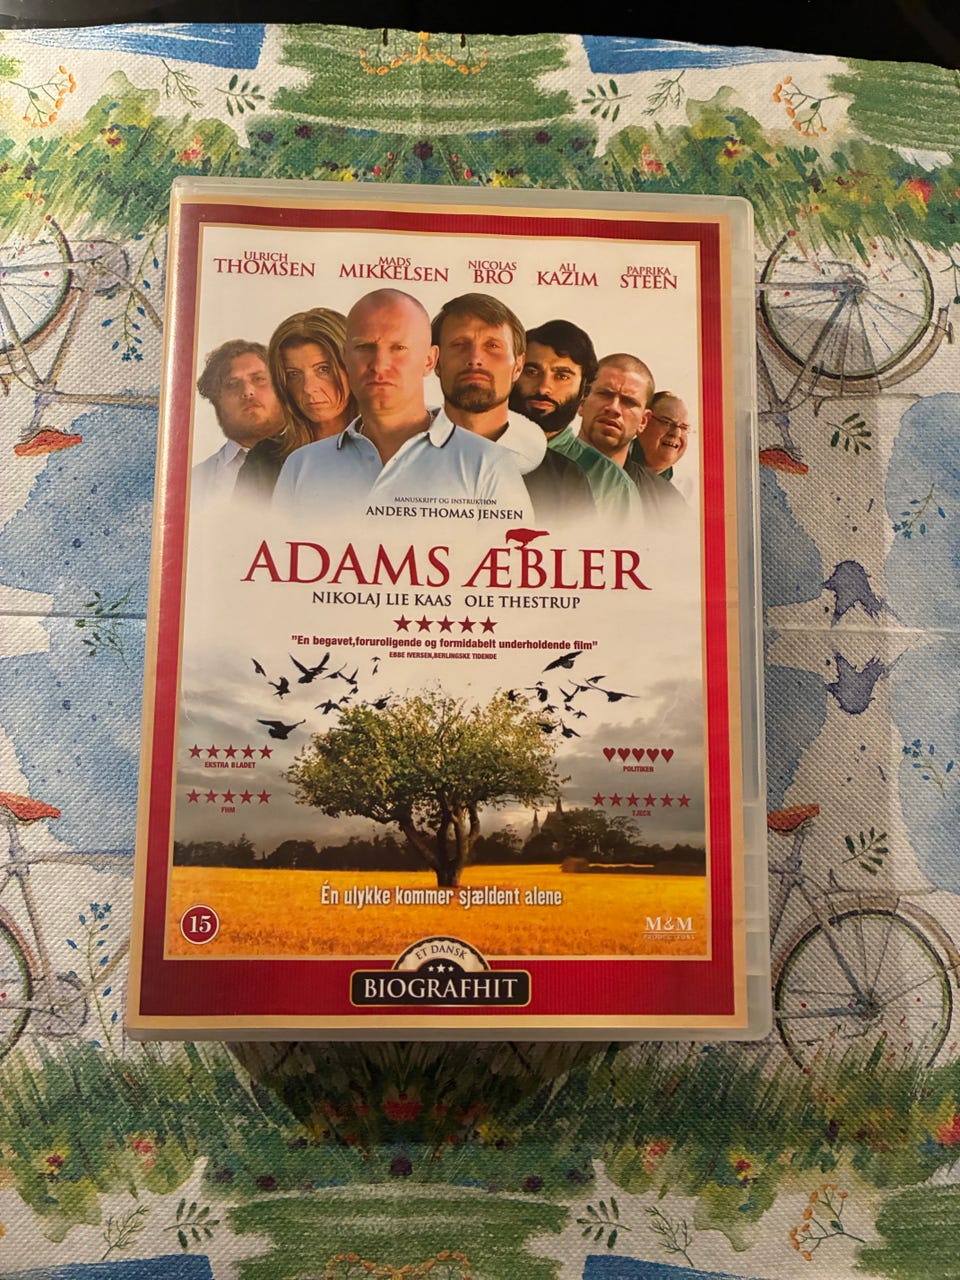 ULRICH THOMSEN
MADS MIKKELSEN
NICOLAS BRO
ALI KAZIM
PAPRIKA STEEN
MANUSKRIPT OG INSTRUKTION
ANDERS THOMAS JENSEN
ADAMS ÆBLER
NIKOLAJ LIE KAAS OLE THESTRUP
★★★★★
"En begavet,foruroligende og formidabelt underholdende film"
EBBE IVERSEN,BERLINGSKE TIDENDE
★★★★★
EKSTRA BLADET
♥♥♥♥♥
POLITIKEN
★★★★★
FHM
★★★★★★
TJECK
Én ulykke kommer sjældent alene
15
M&M
PRODUCTIONS
ET DANSK
★★★
BIOGRAFHIT